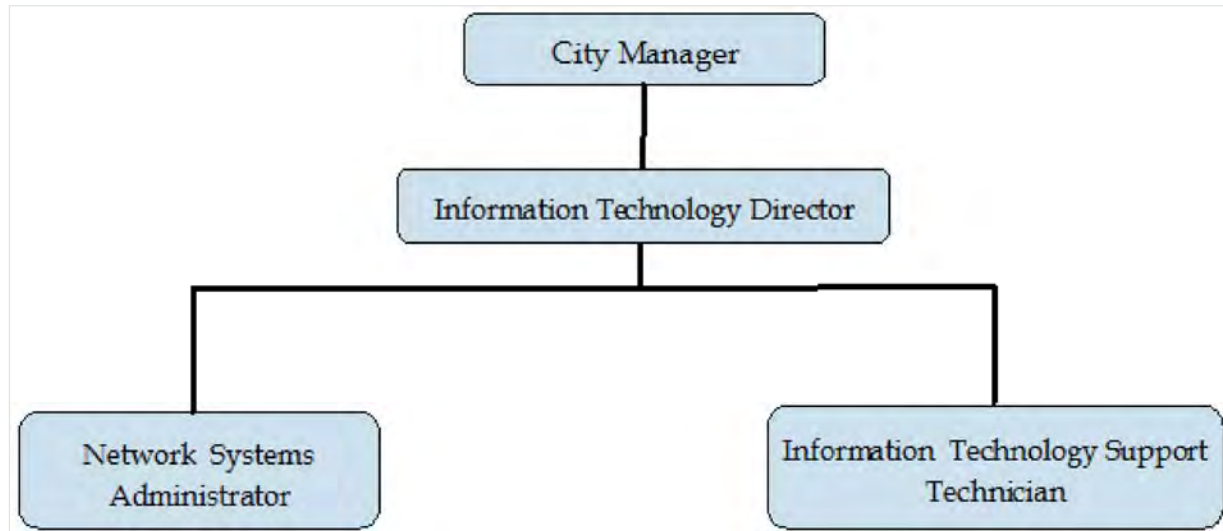 City Manager
Information Technology Director
Network Systems
Administrator
Information Technology Support
Technician